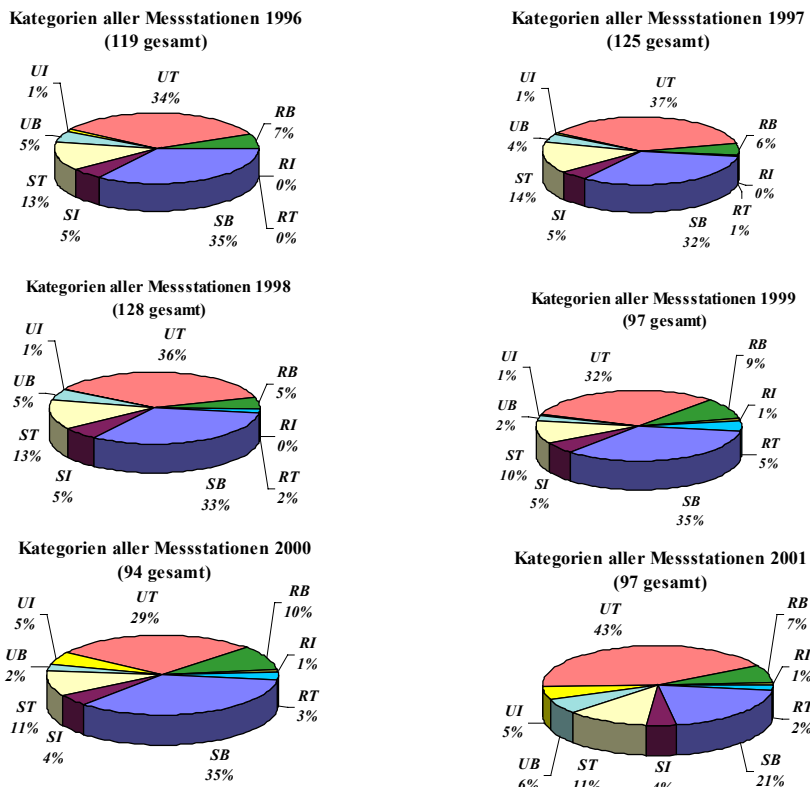 Kategorien aller Messstationen 1996
(119 gesamt)
UI
1%
UT
34%
RB
7%
UB
5%
RI
0%
ST
13%
SI
5%
SB
35%
RT
0%
Kategorien aller Messstationen 1997
(125 gesamt)
UI
1%
UT
37%
RB
6%
UB
4%
RI
0%
ST
14%
SI
5%
SB
32%
RT
1%
Kategorien aller Messstationen 1998
(128 gesamt)
UI
1%
UT
36%
RB
5%
UB
5%
RI
0%
ST
13%
SI
5%
SB
33%
RT
2%
Kategorien aller Messstationen 1999
(97 gesamt)
UI
1%
UT
32%
RB
9%
RI
1%
UB
2%
RT
5%
ST
10%
SI
5%
SB
35%
Kategorien aller Messstationen 2000
(94 gesamt)
UI
5%
UT
29%
RB
10%
RI
1%
UB
2%
RT
3%
ST
11%
SI
4%
SB
35%
Kategorien aller Messstationen 2001
(97 gesamt)
UT
43%
RB
7%
RI
1%
RT
2%
UI
5%
UB
6%
ST
11%
SI
4%
SB
21%